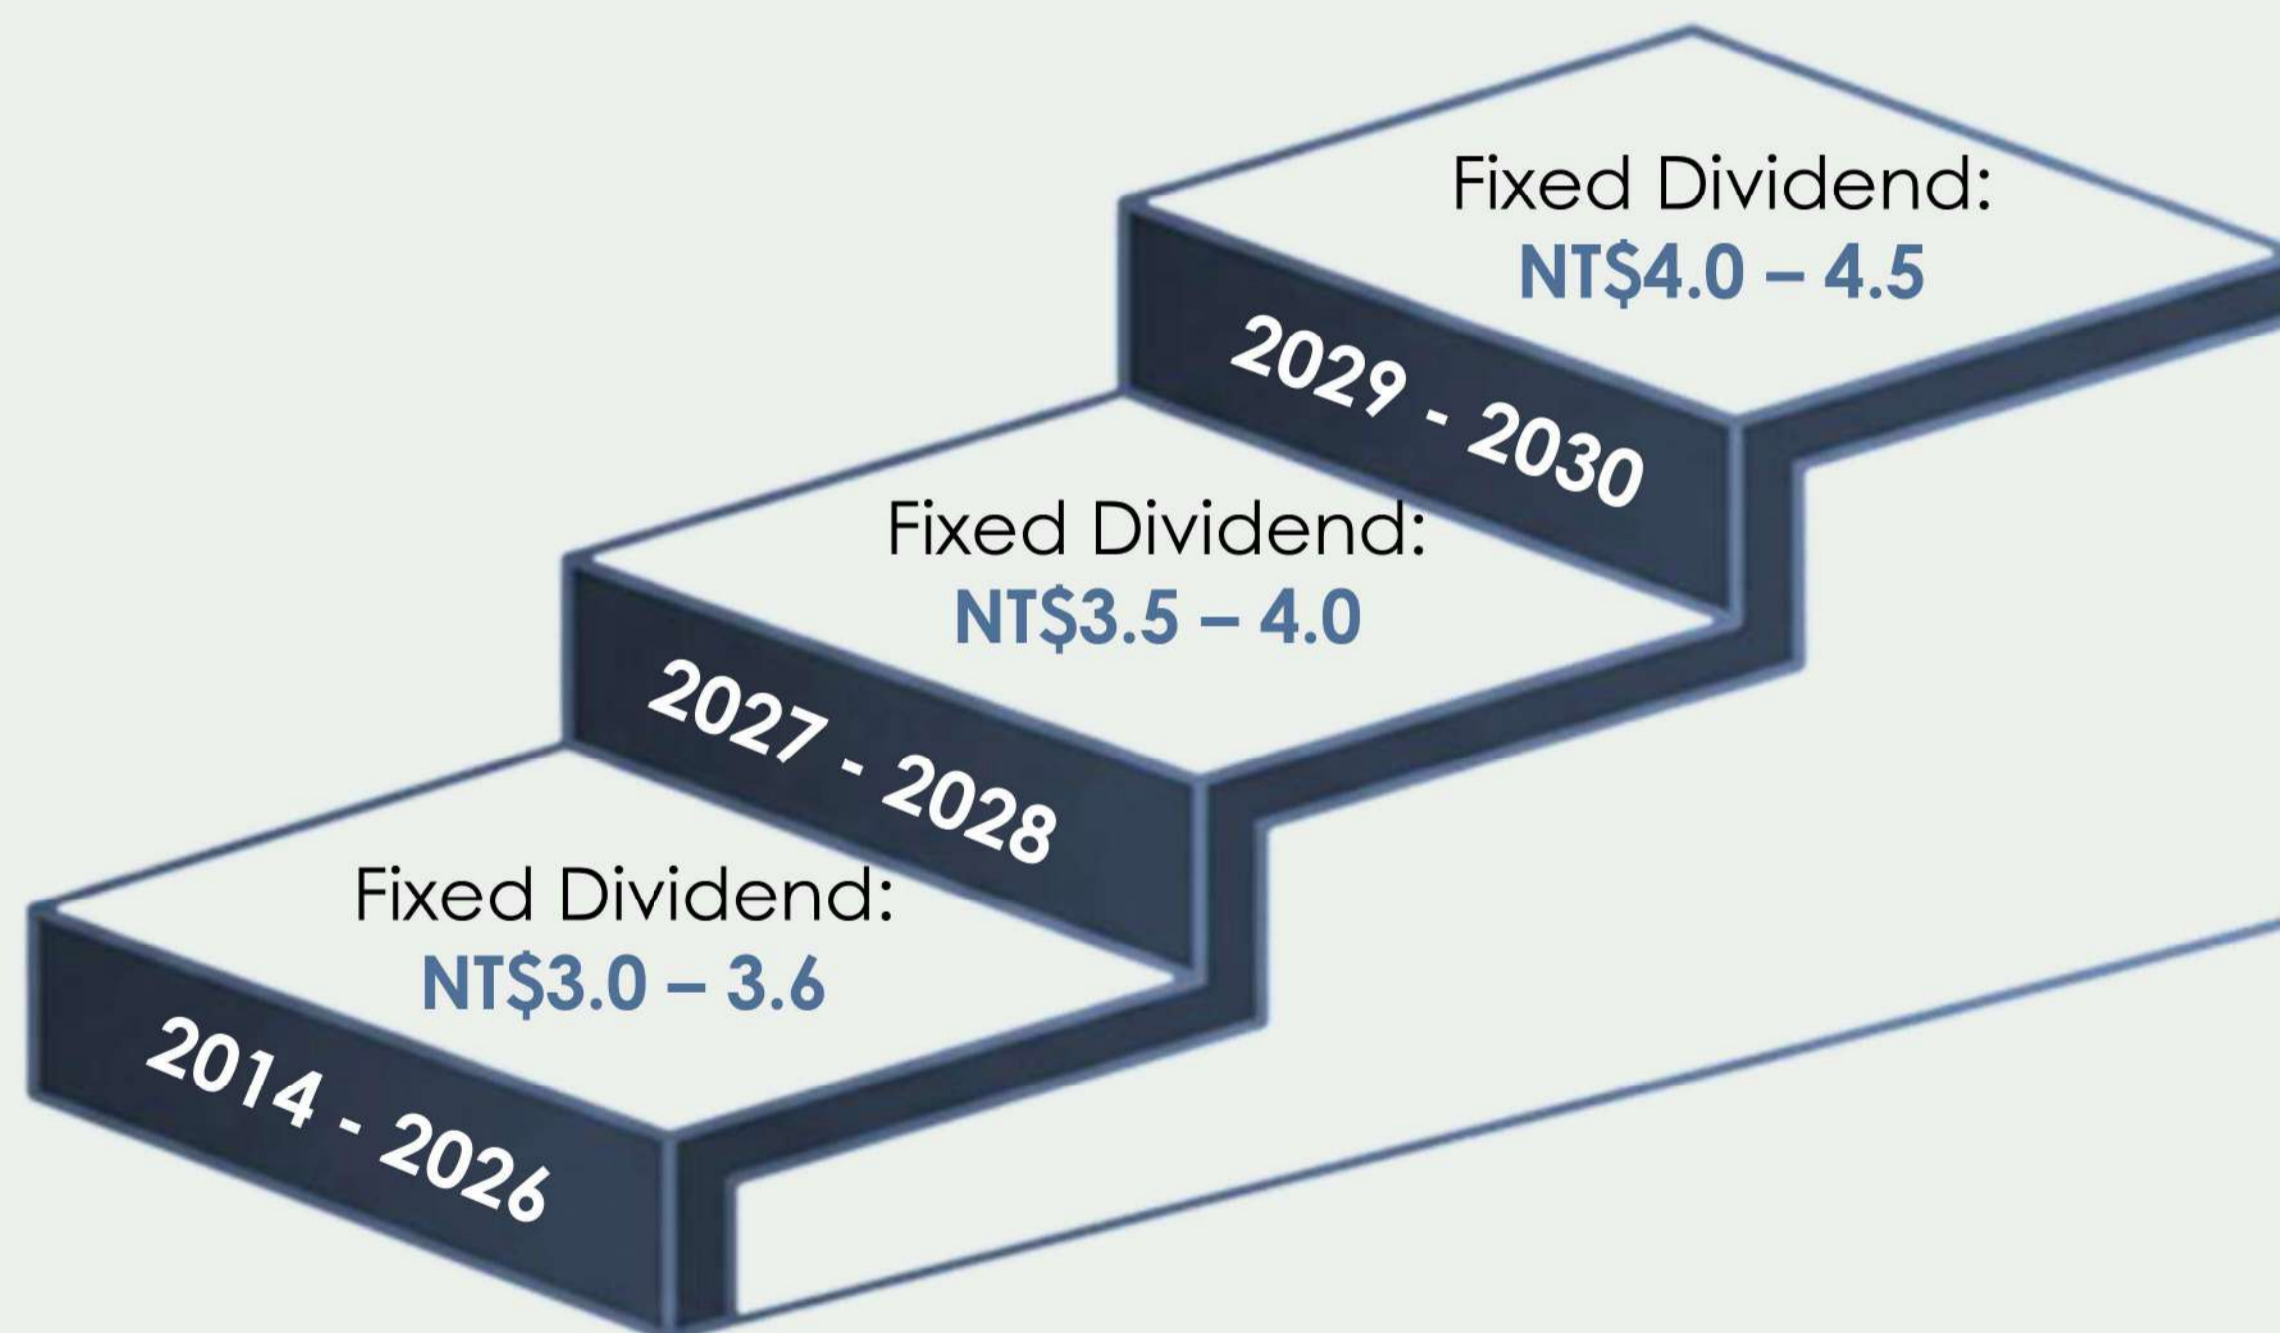 Fixed Dividend:
NT$4.0 – 4.5
2029 - 2030
Fixed Dividend:
NT$3.5 – 4.0
2027 - 2028
Fixed Dividend:
NT$3.0 – 3.6
2014 - 2026